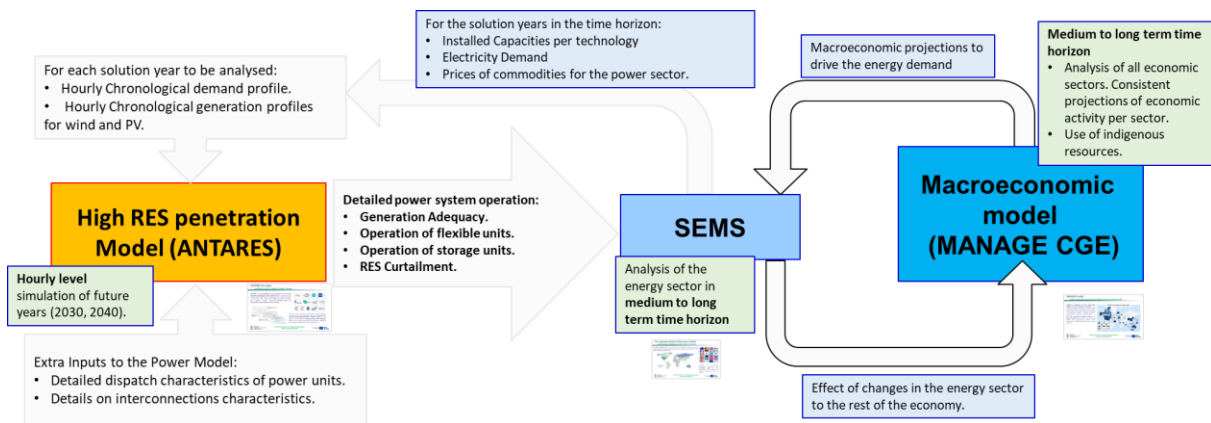 For each solution year to be analysed:
• Hourly Chronological demand profile.
• Hourly Chronological generation profiles
for wind and PV.
For the solution years in the time horizon:
• Installed Capacities per technology
• Electricity Demand
• Prices of commodities for the power sector.
Macroeconomic projections to
drive the energy demand
Medium to long term time
horizon
• Analysis of all economic
sectors. Consistent
projections of economic
activity per sector.
• Use of indigenous
resources.
High RES penetration
Model (ANTARES)
Hourly level
simulation of future
years (2030, 2040).
Detailed power system operation:
• Generation Adequacy.
• Operation of flexible units.
• Operation of storage units.
• RES Curtailment.
SEMS
Analysis of the
energy sector in
medium to long
term time horizon
Macroeconomic
model
(MANAGE CGE)
Extra Inputs to the Power Model:
• Detailed dispatch characteristics of power units.
• Details on interconnections characteristics.
Effect of changes in the energy sector
to the rest of the economy.